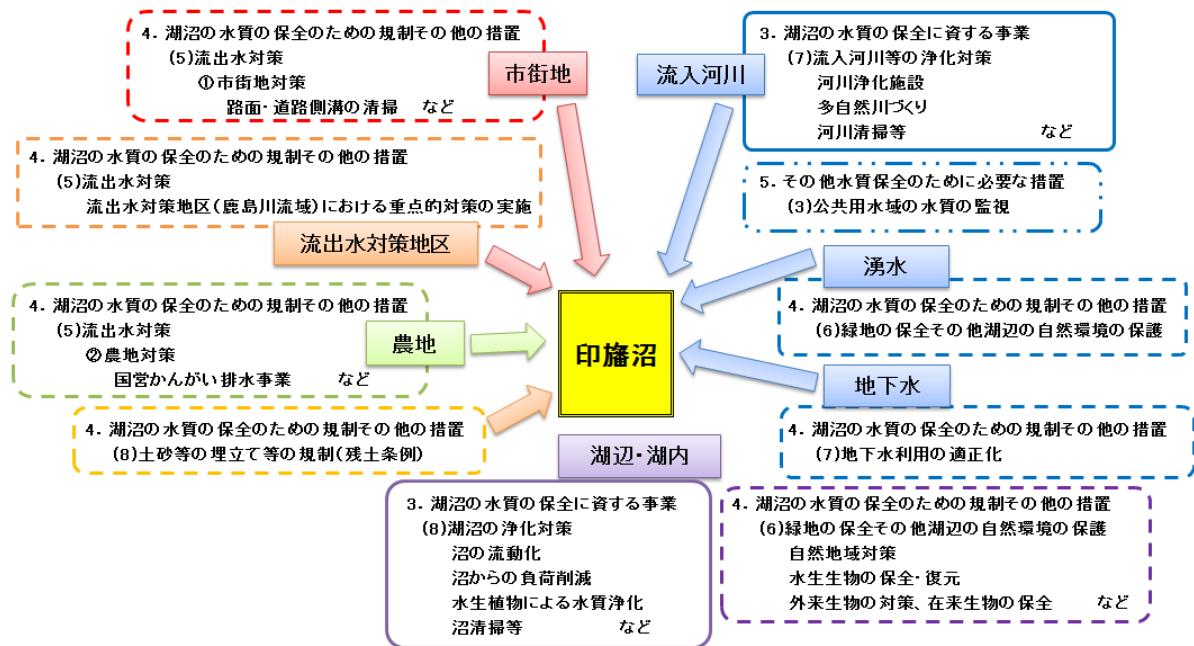 4. 湖沼の水質の保全のための規制その他の措置
(5)流出水対策
①市街地対策
路面・道路側溝の清掃 など
市街地
4. 湖沼の水質の保全のための規制その他の措置
(5)流出水対策
流出水対策地区(鹿島川流域)における重点的対策の実施
流出水対策地区
4. 湖沼の水質の保全のための規制その他の措置
(5)流出水対策
②農地対策
国営かんがい排水事業 など
農地
4. 湖沼の水質の保全のための規制その他の措置
(8)土砂等の埋立て等の規制(残土条例)
印旛沼
流入河川
3. 湖沼の水質の保全に資する事業
(7)流入河川等の浄化対策
河川浄化施設
多自然川づくり
河川清掃等 など
5. その他水質保全のために必要な措置
(3)公共用水域の水質の監視
湧水
4. 湖沼の水質の保全のための規制その他の措置
(6)緑地の保全その他湖辺の自然環境の保護
地下水
4. 湖沼の水質の保全のための規制その他の措置
(7)地下水利用の適正化
湖辺・湖内
3. 湖沼の水質の保全に資する事業
(8)湖沼の浄化対策
沼の流動化
沼からの負荷削減
水生植物による水質浄化
沼清掃等 など
4. 湖沼の水質の保全のための規制その他の措置
(6)緑地の保全その他湖辺の自然環境の保護
自然地域対策
水生生物の保全・復元
外来生物の対策、在来生物の保全 など